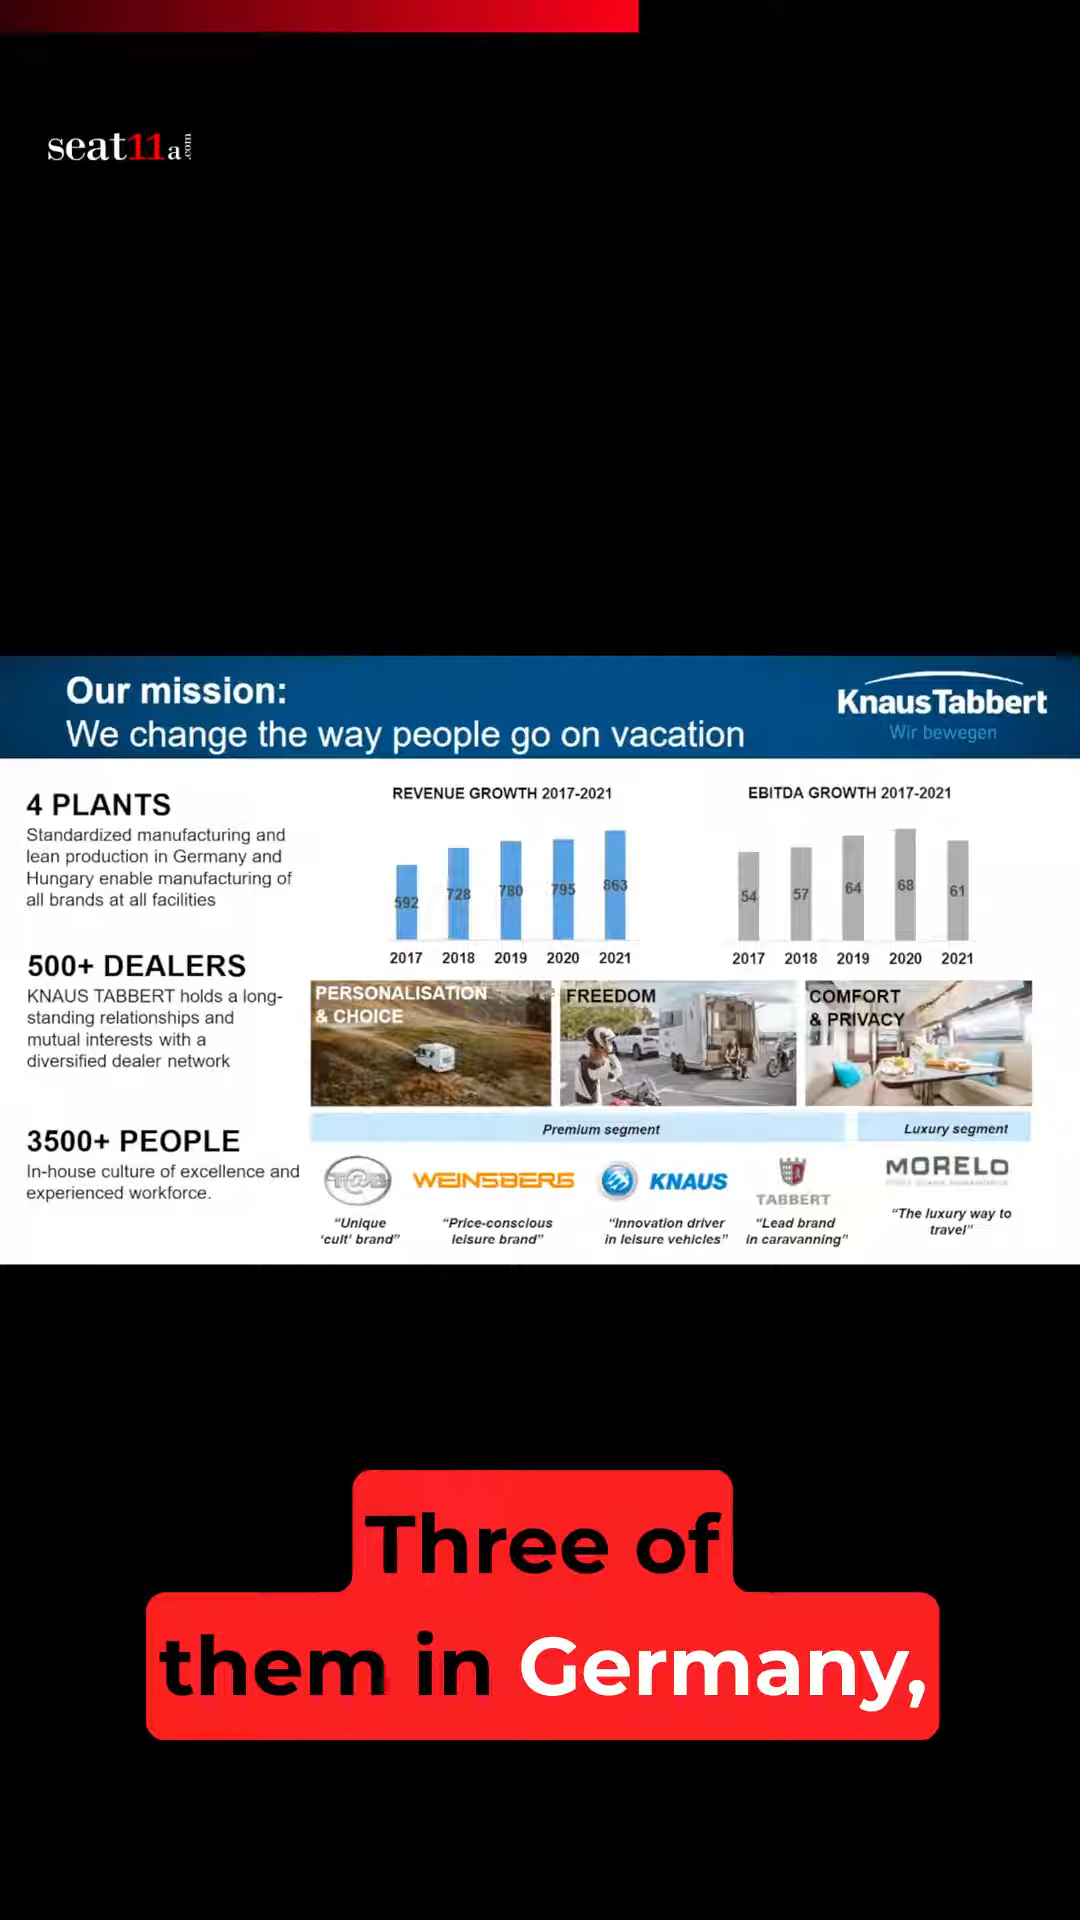 seat11a.com
Our mission:
We change the way people go on vacation
KnausTabbert
Wir bewegen
4 PLANTS
Standardized manufacturing and
lean production in Germany and
Hungary enable manufacturing of
all brands at all facilities
500+ DEALERS
KNAUS TABBERT holds a long-
standing relationships and
mutual interests with a
diversified dealer network
3500+ PEOPLE
In-house culture of excellence and
experienced workforce.
REVENUE GROWTH 2017-2021
592 728 780 795 863
2017 2018 2019 2020 2021
EBITDA GROWTH 2017-2021
54 57 64 68 61
2017 2018 2019 2020 2021
PERSONALISATION
& CHOICE
FREEDOM
COMFORT
& PRIVACY
Premium segment
Luxury segment
T@B
"Unique
'cult' brand"
WEINSBERG
"Price-conscious
leisure brand"
KNAUS
"Innovation driver
in leisure vehicles"
TABBERT
"Lead brand
in caravanning"
MORELO
"The luxury way to
travel"
Three of
them in Germany,